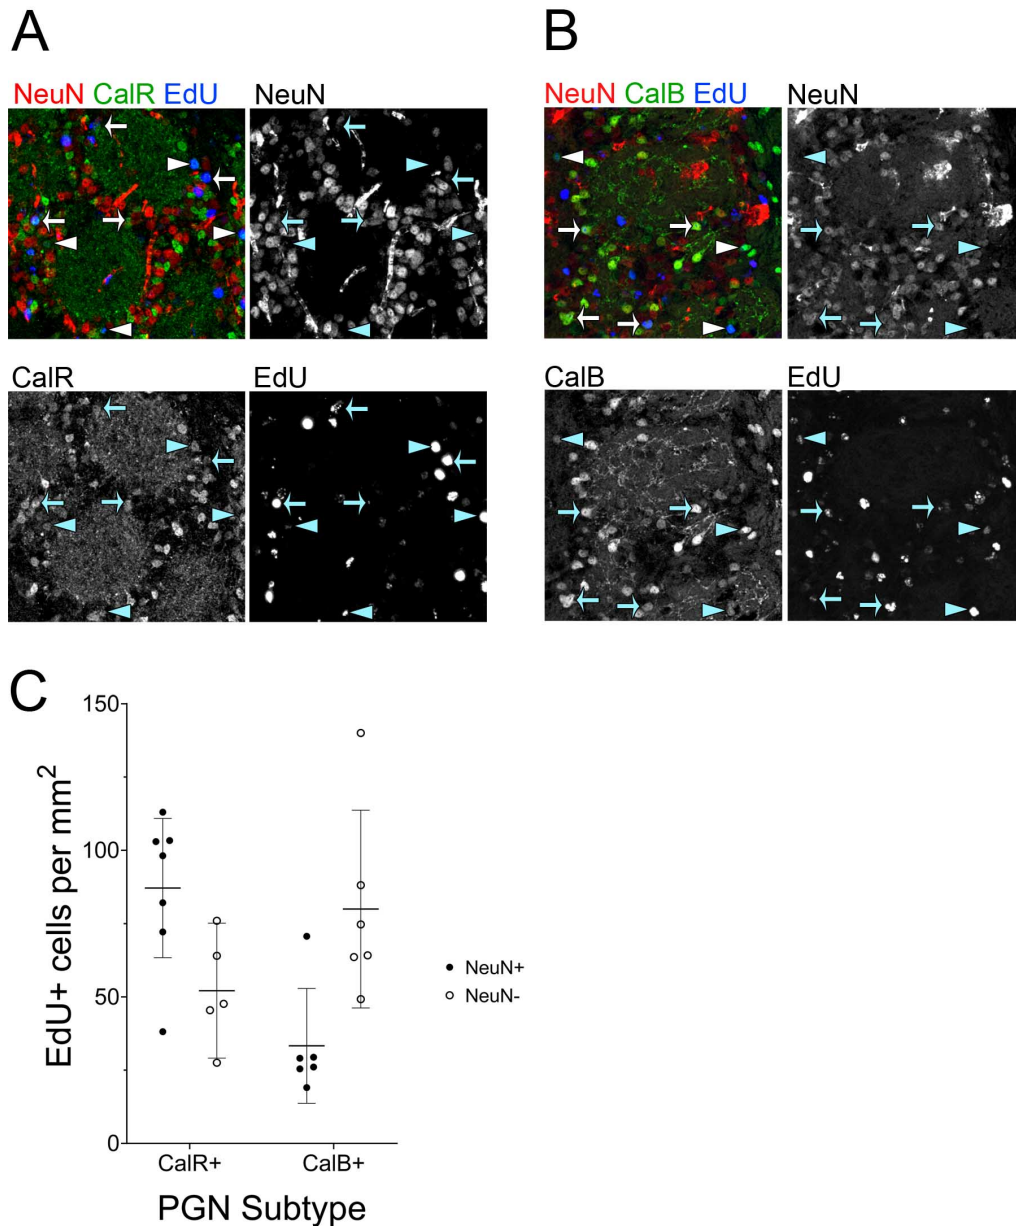 A
NeuN CalR EdU
NeuN
CalR
EdU
B
NeuN CalB EdU
NeuN
CalB
EdU
C
150
100
50
0
EdU+ cells per mm2
CalR+
CalB+
PGN Subtype
NeuN+
NeuN-